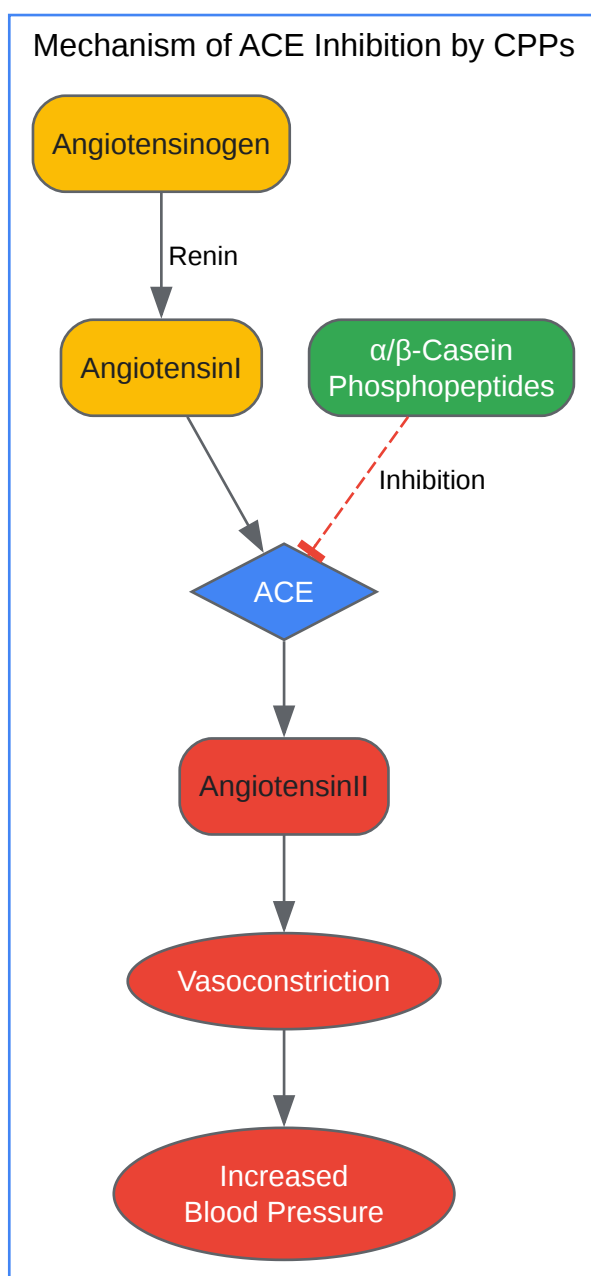 Mechanism of ACE Inhibition by CPPs
Angiotensinogen
Renin
AngiotensinI
α/β-Casein
Phosphopeptides
Inhibition
ACE
AngiotensinII
Vasoconstriction
Increased
Blood Pressure